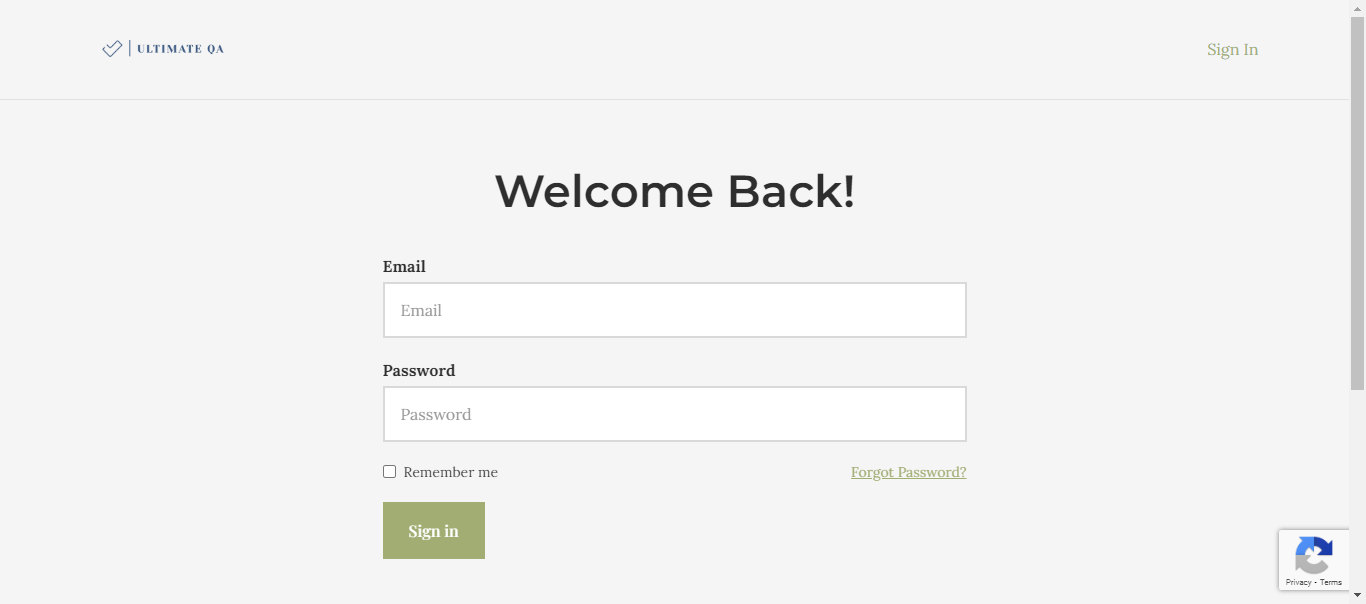 ULTIMATE QA
Sign In
Welcome Back!
Email
Email
Password
Password
Remember me
Forgot Password?
Sign in
Privacy - Terms